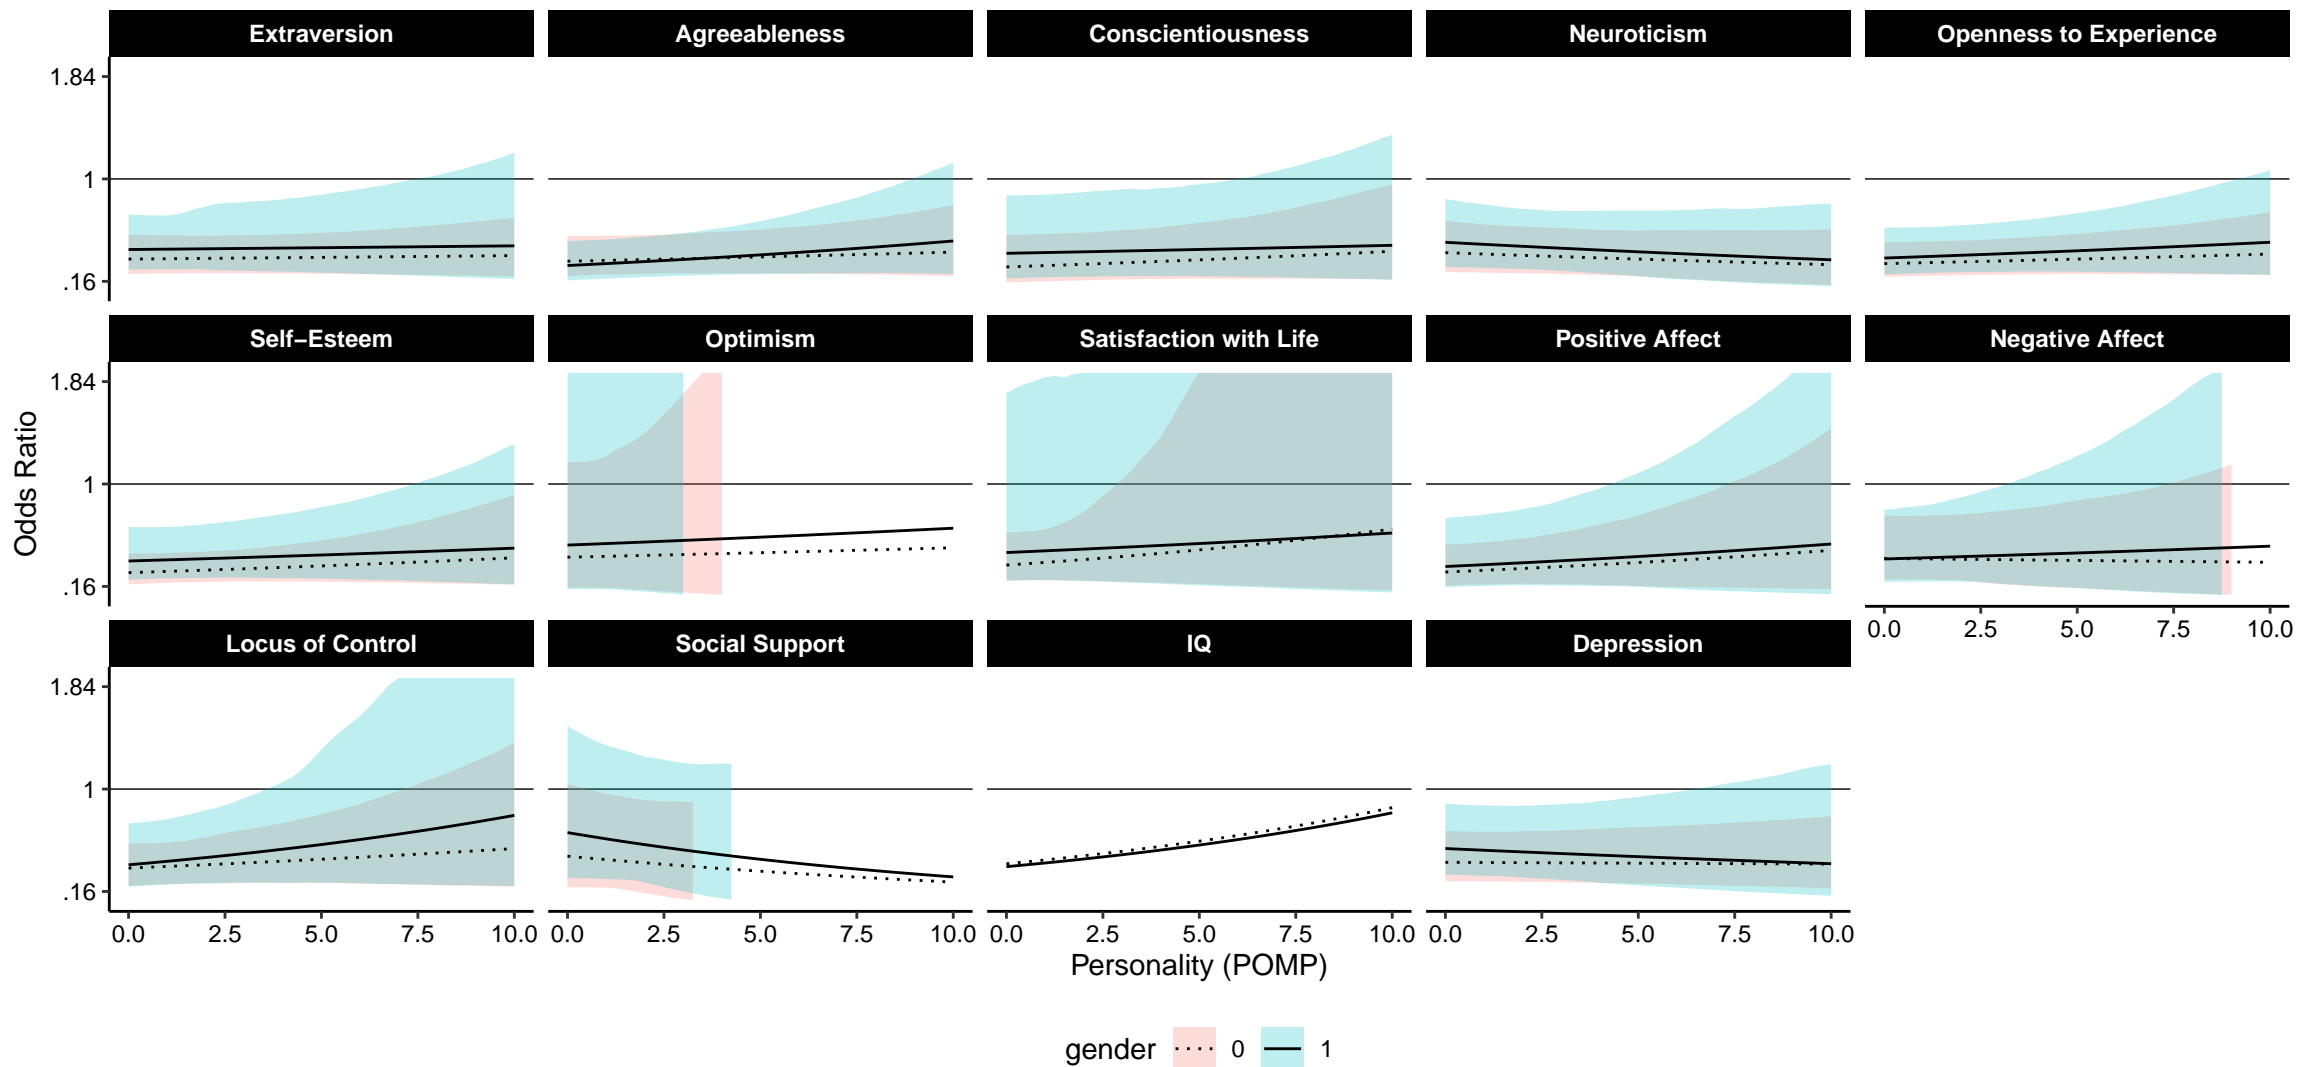 Extraversion Agreeableness Conscientiousness Neuroticism Openness to Experience
1.84
1
.16
Self−Esteem Optimism Satisfaction with Life Positive Affect Negative Affect
1.84
1
.16
0.0 2.5 5.0 7.5 10.0
Locus of Control Social Support IQ Depression
1.84
1
.16
0.0 2.5 5.0 7.5 10.0 0.0 2.5 5.0 7.5 10.0 0.0 2.5 5.0 7.5 10.0 0.0 2.5 5.0 7.5 10.0
Odds Ratio
Personality (POMP)
gender 0 1